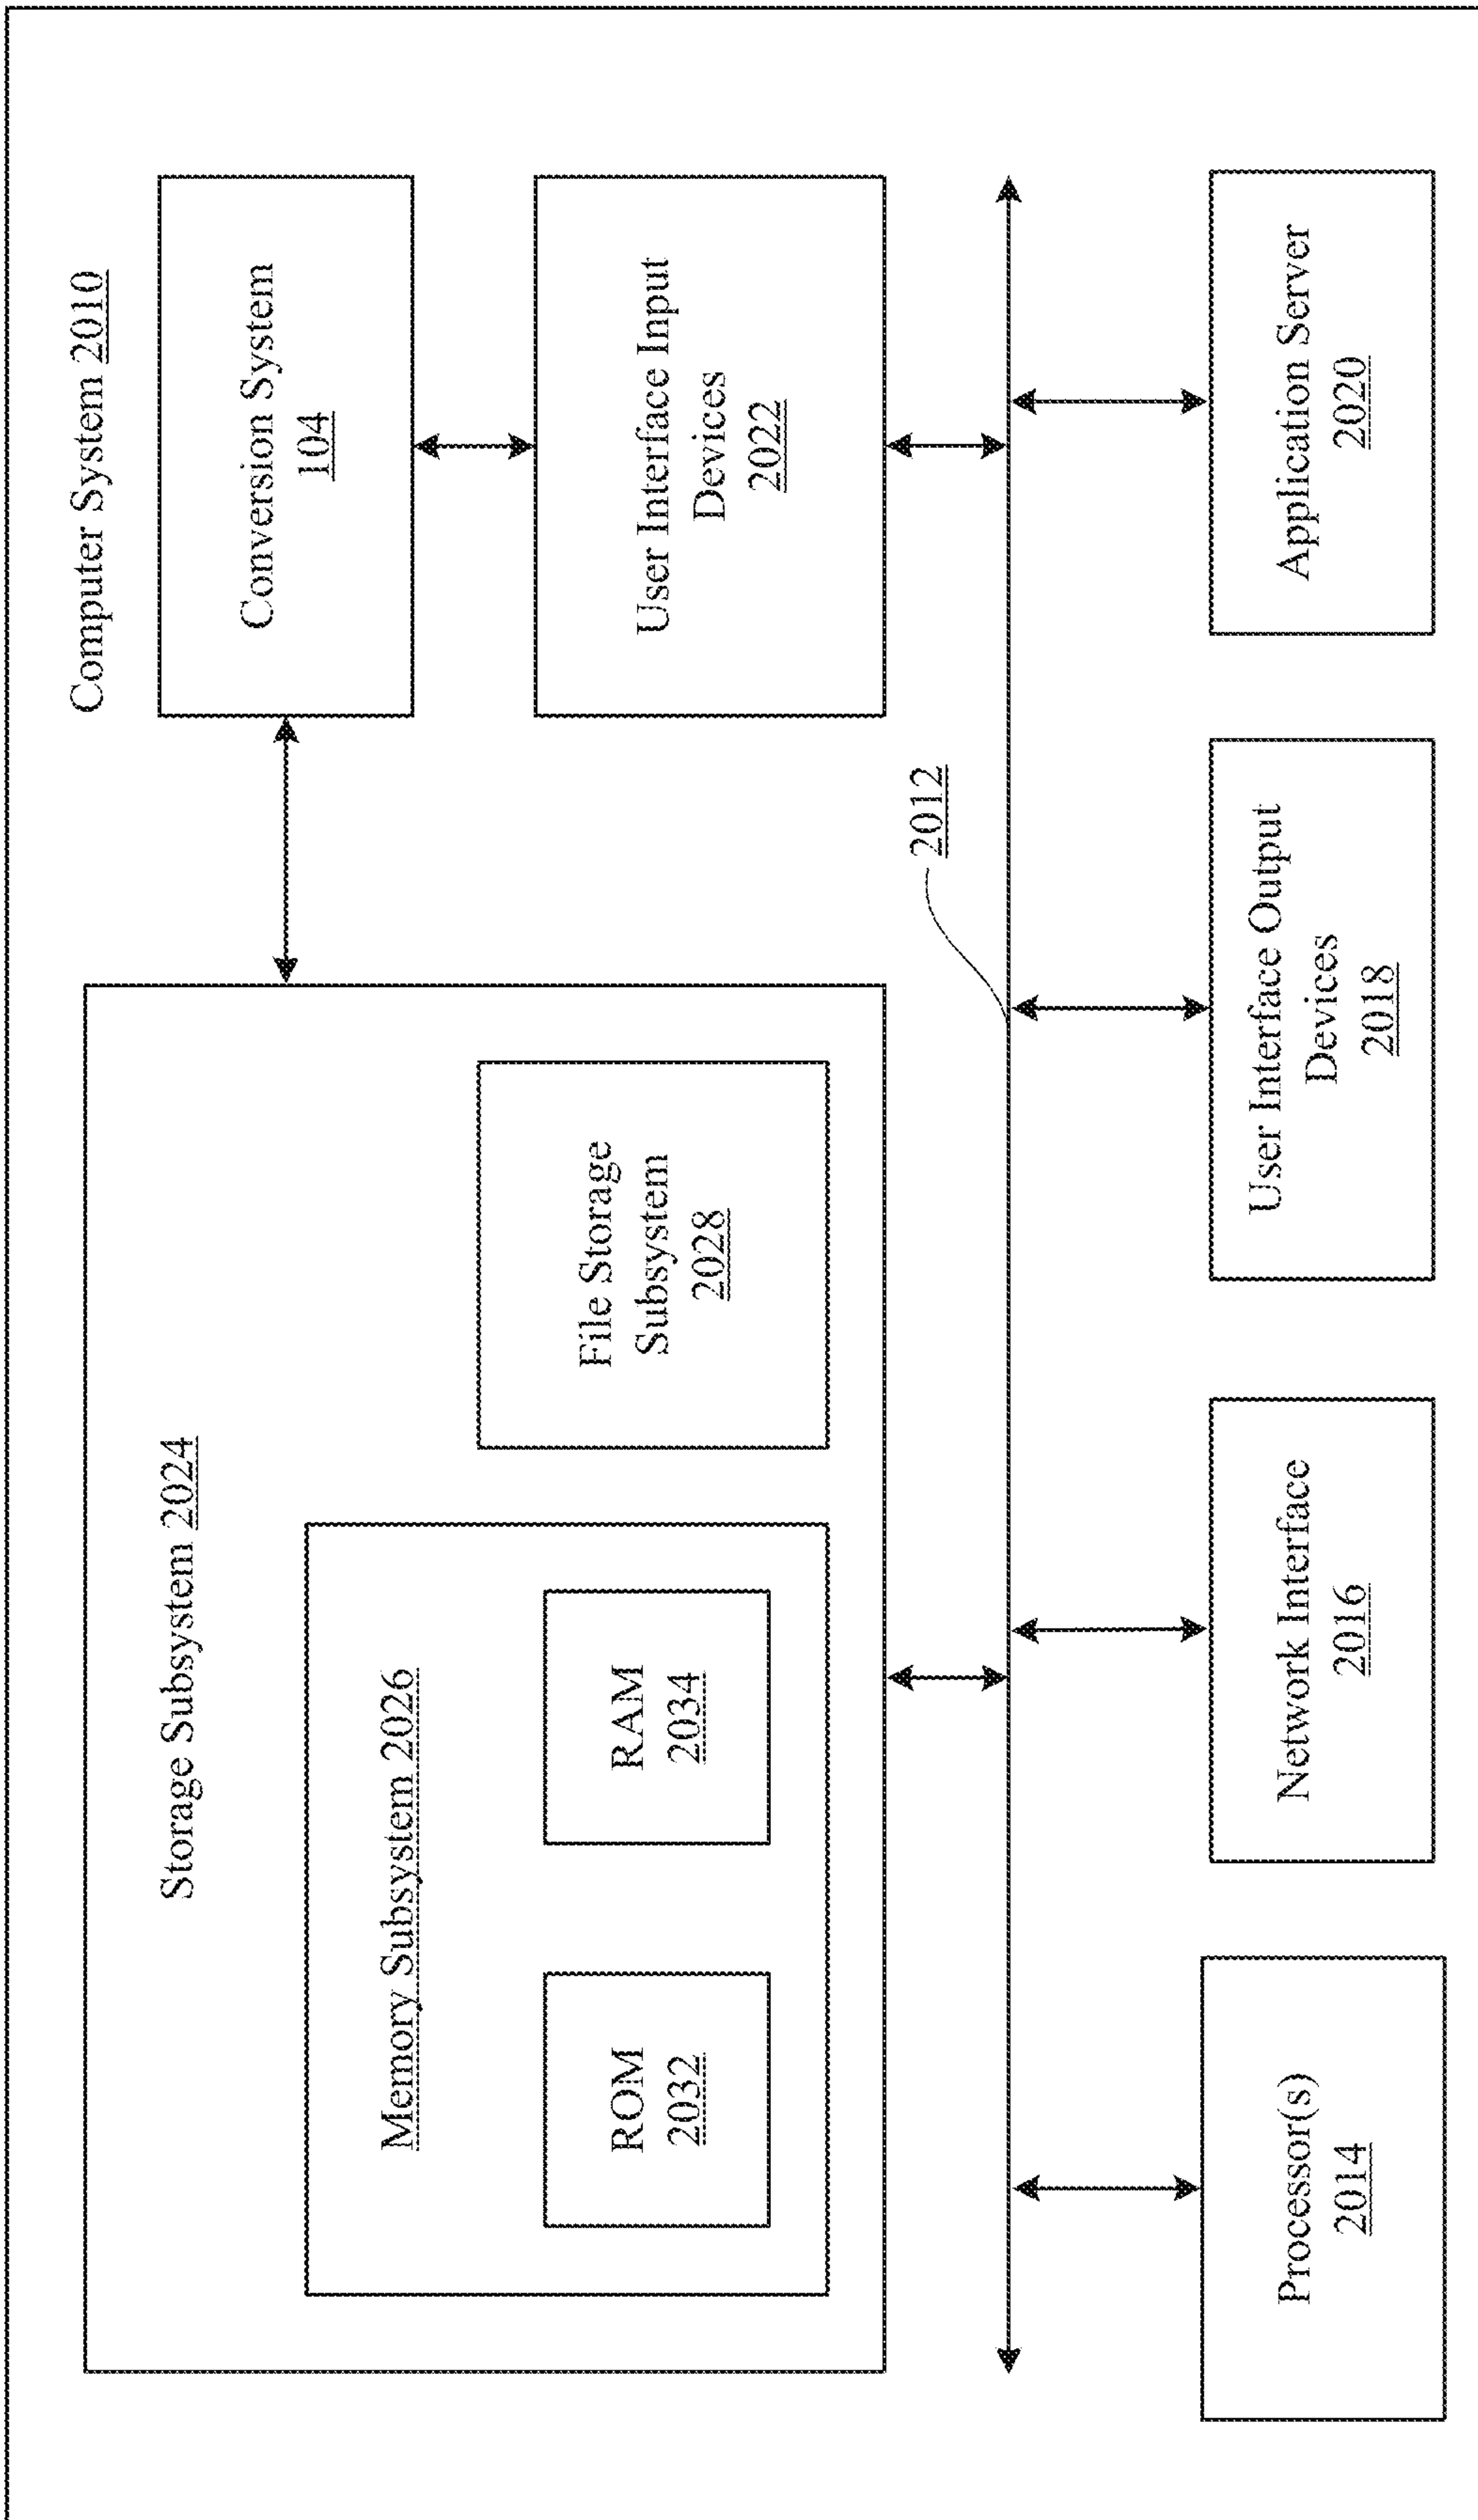 Computer System 2010
Storage Subsystem 2024
Memory Subsystem 2026
ROM
2032
RAM
2034
File Storage
Subsystem
2028
Conversion System
104
User Interface Input
Devices
2022
2012
Processor(s)
2014
Network Interface
2016
User Interface Output
Devices
2018
Application Server
2020